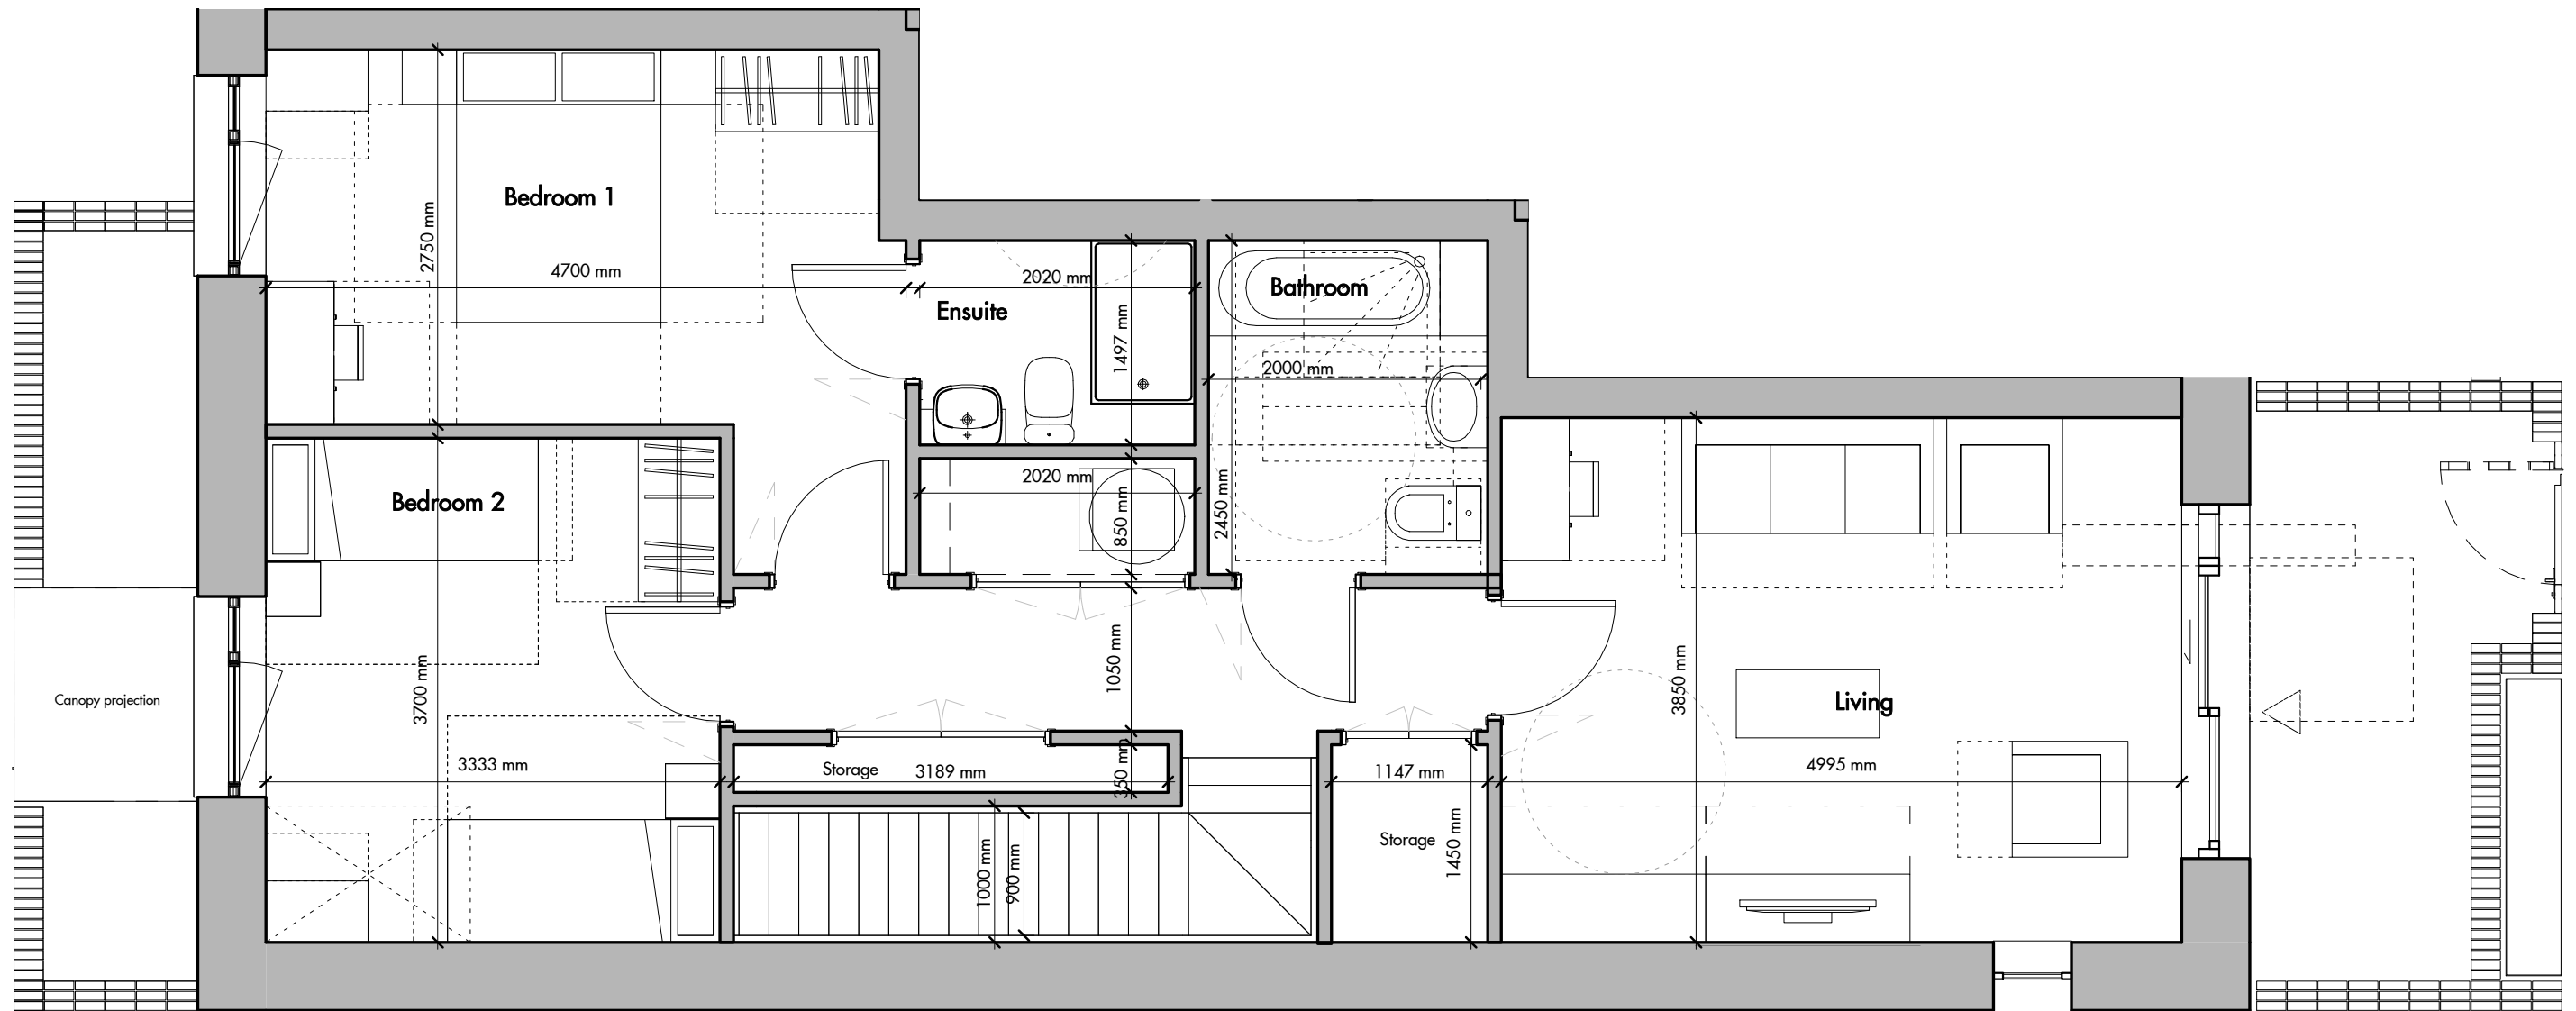 Bedroom 1
2750 mm
4700 mm
2020 mm
Ensuite
1497 mm
Bathroom
2000 mm
Bedroom 2
2020 mm
850 mm
2450 mm
3700 mm
1050 mm
3850 mm
Living
Canopy projection
3333 mm
Storage
3189 mm
350 mm
1147 mm
4995 mm
1000 mm
900 mm
Storage
1450 mm